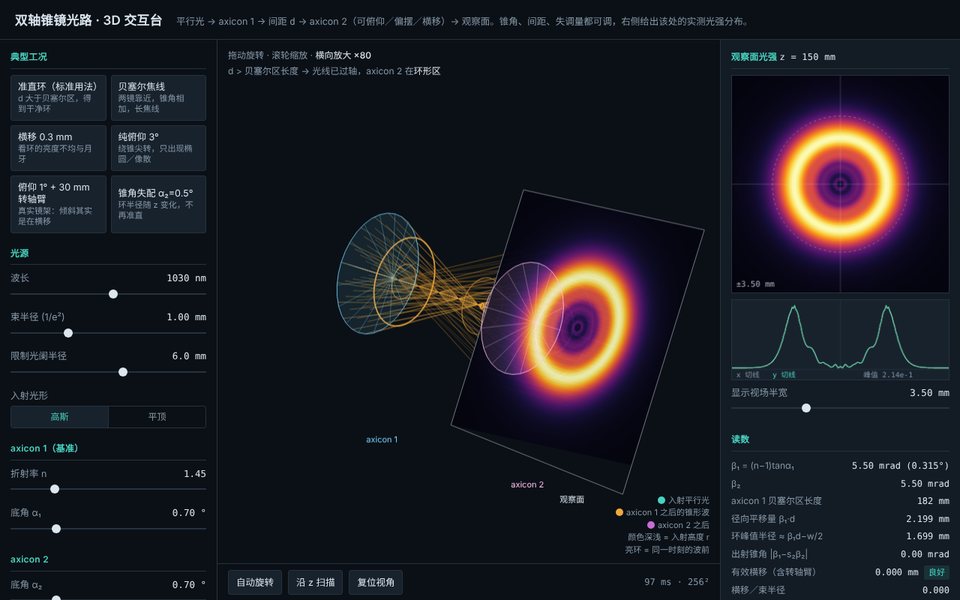 双轴锥镜光路 · 3D 交互台
平行光 → axicon 1 → 间距 d → axicon 2（可俯仰／偏摆／横移）→ 观察面。锥角、间距、失调量都可调，右侧给出该处的实测光强分布。
典型工况
准直环（标准用法）
d 大于贝塞尔区，得
到干净环
贝塞尔焦线
两镜靠近，锥角相
加，长焦线
横移 0.3 mm
看环的亮度不均与月
牙
纯俯仰 3°
绕锥尖转，只出现椭
圆／像散
俯仰 1° + 30 mm
转轴臂
真实镜架：倾斜其实
是在横移
锥角失配 α₂=0.5°
环半径随 z 变化，不
再准直
光源
波长 1030 nm
束半径 (1/e²) 1.00 mm
限制光阑半径 6.0 mm
入射光形
高斯 平顶
axicon 1（基准）
折射率 n 1.45
底角 α₁ 0.70 °
axicon 2
底角 α₂ 0.70 °
拖动旋转 · 滚轮缩放 · 横向放大 ×80
d > 贝塞尔区长度 → 光线已过轴，axicon 2 在环形区
axicon 1
axicon 2
观察面
入射平行光
axicon 1 之后的锥形波
axicon 2 之后
颜色深浅 = 入射高度 r
亮环 = 同一时刻的波前
自动旋转 沿 z 扫描 复位视角
97 ms · 256²
观察面光强 z = 150 mm
±3.50 mm
x 切线 y 切线 峰值 2.14e-1
显示视场半宽 3.50 mm
读数
β₁ = (n−1)tanα₁ 5.50 mrad (0.315°)
β₂ 5.50 mrad
axicon 1 贝塞尔区长度 182 mm
径向平移量 β₁·d 2.199 mm
环峰值半径 ≈ β₁d−w/2 1.699 mm
出射锥角 |β₁−s₂β₂| 0.00 mrad
有效横移（含转轴臂） 0.000 mm 良好
横移／束半径 0.000